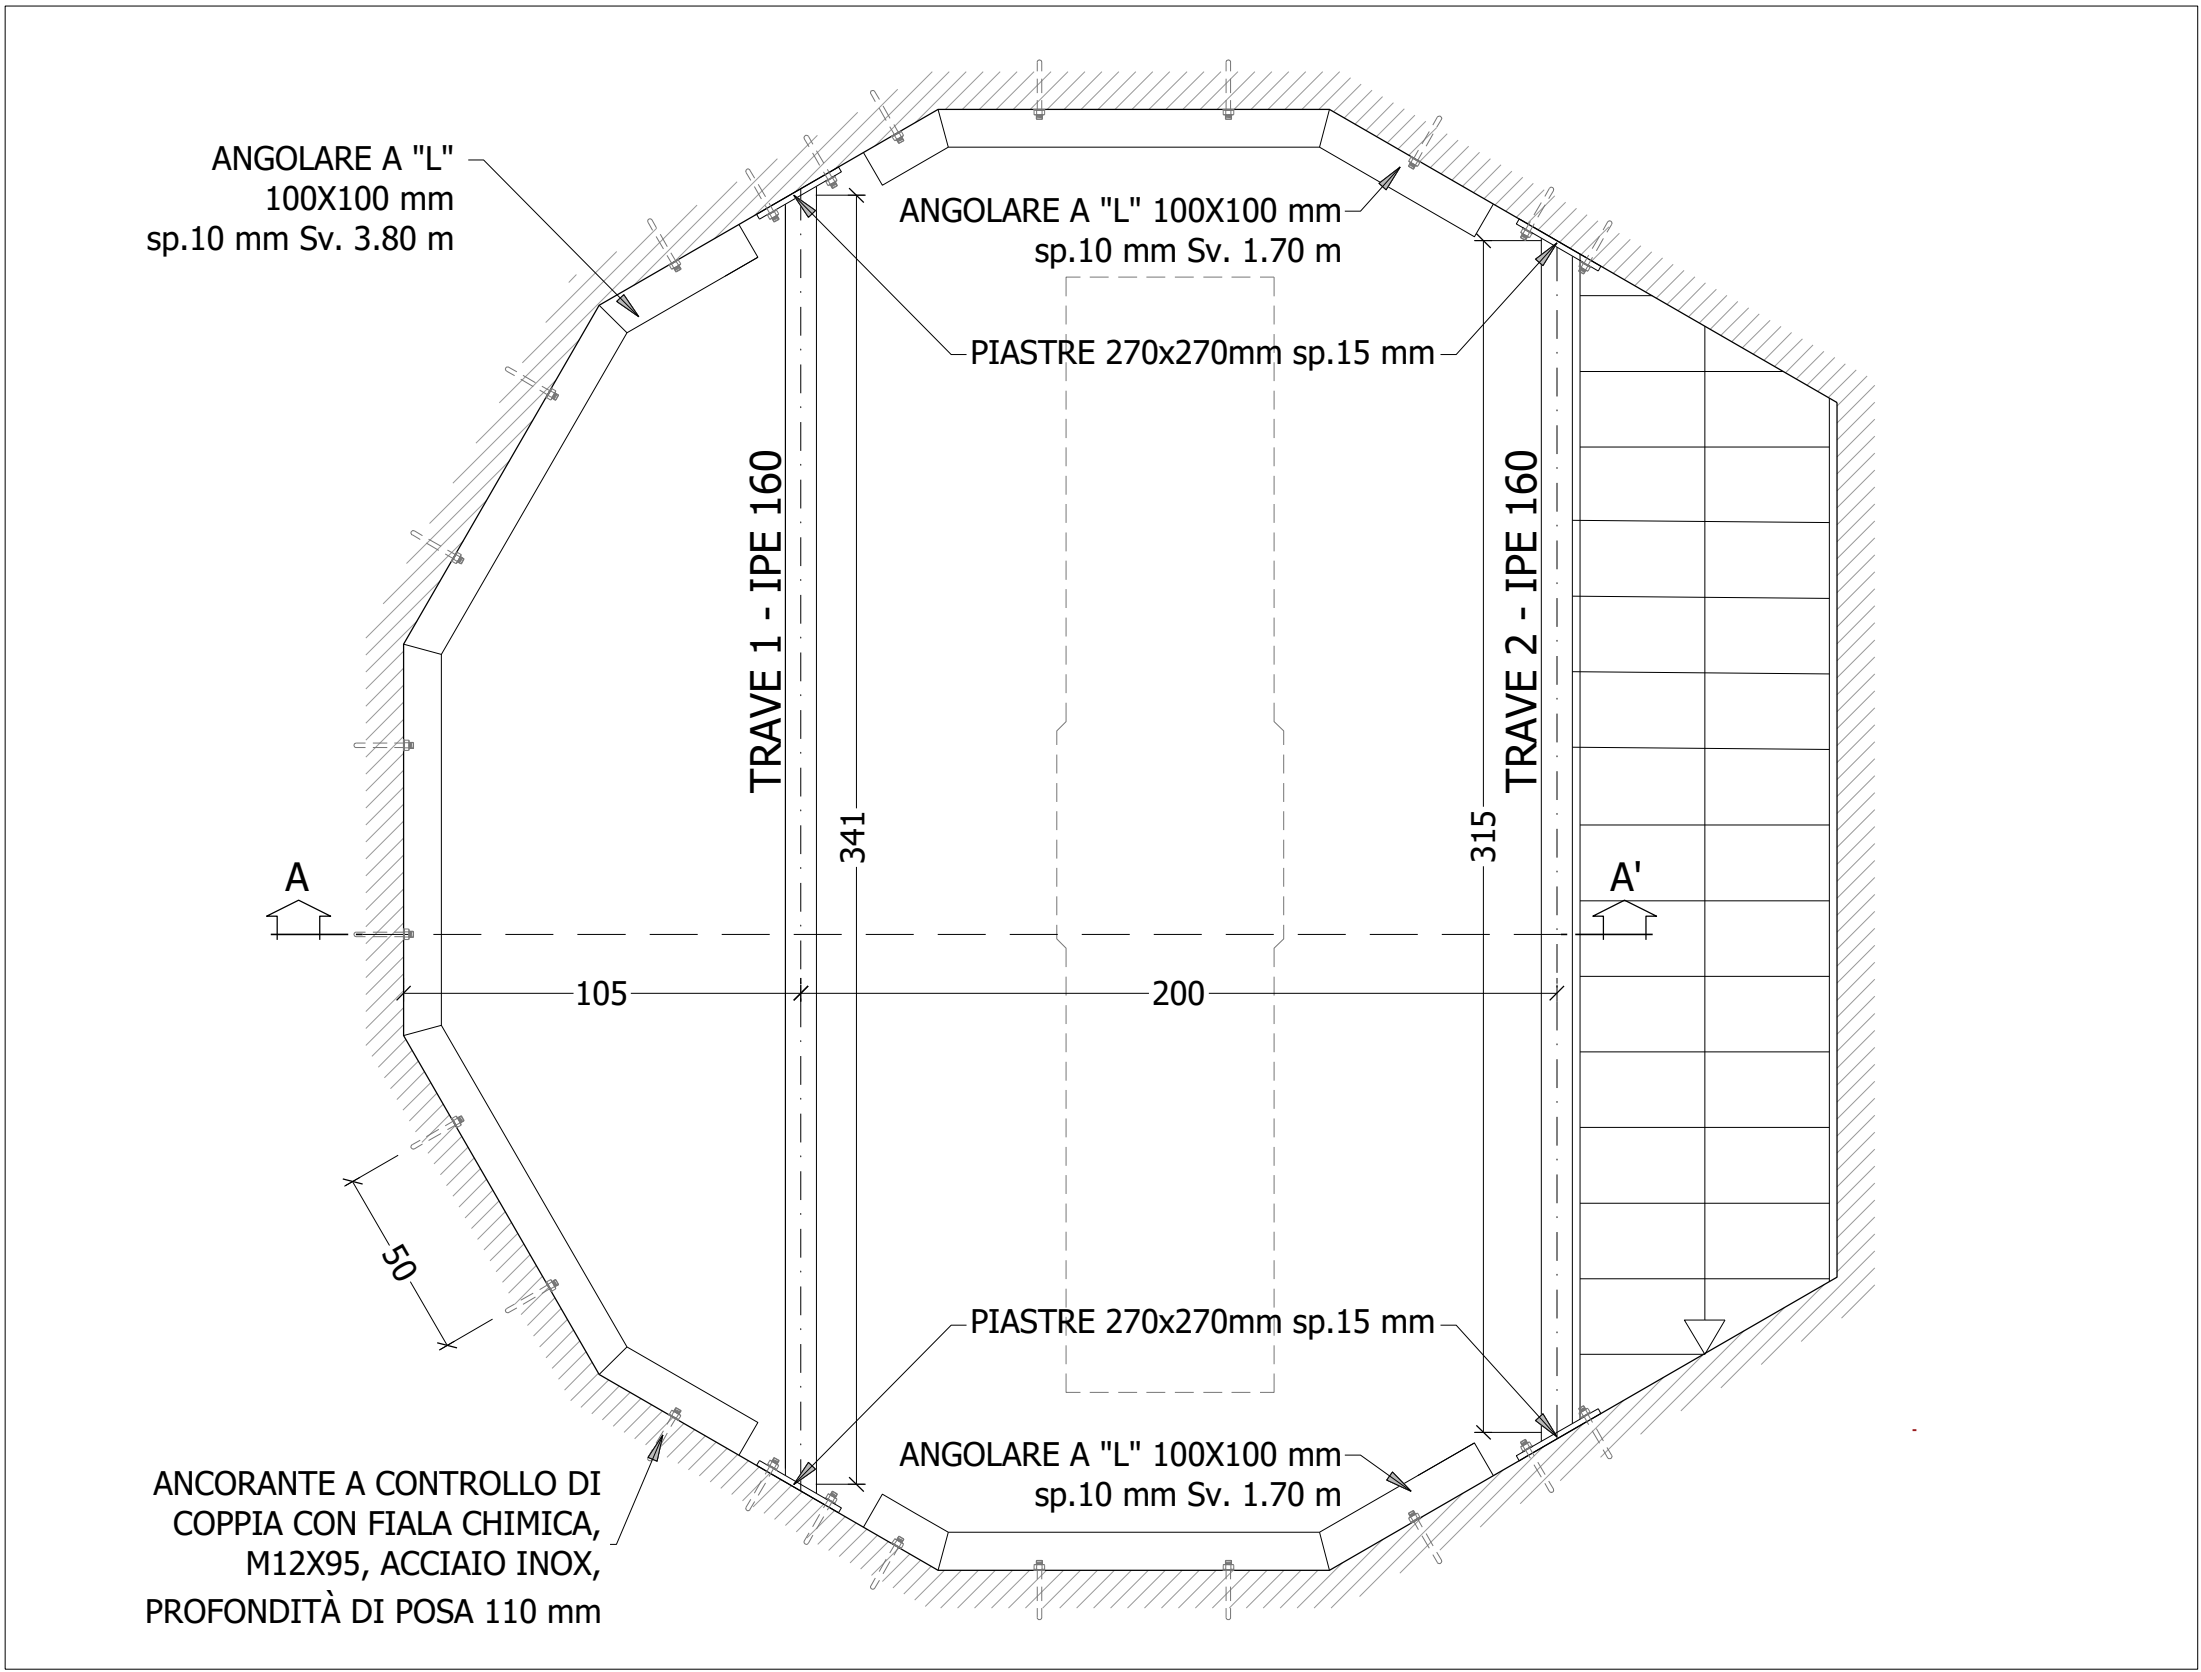 ANGOLARE A "L"
100X100 mm
sp.10 mm Sv. 3.80 m
ANGOLARE A "L" 100X100 mm
sp.10 mm Sv. 1.70 m
PIASTRE 270x270mm sp.15 mm
TRAVE 1 - IPE 160
TRAVE 2 - IPE 160
341
315
A
A'
105
200
50
PIASTRE 270x270mm sp.15 mm
ANGOLARE A "L" 100X100 mm
sp.10 mm Sv. 1.70 m
ANCORANTE A CONTROLLO DI
COPPIA CON FIALA CHIMICA,
M12X95, ACCIAIO INOX,
PROFONDITÀ DI POSA 110 mm